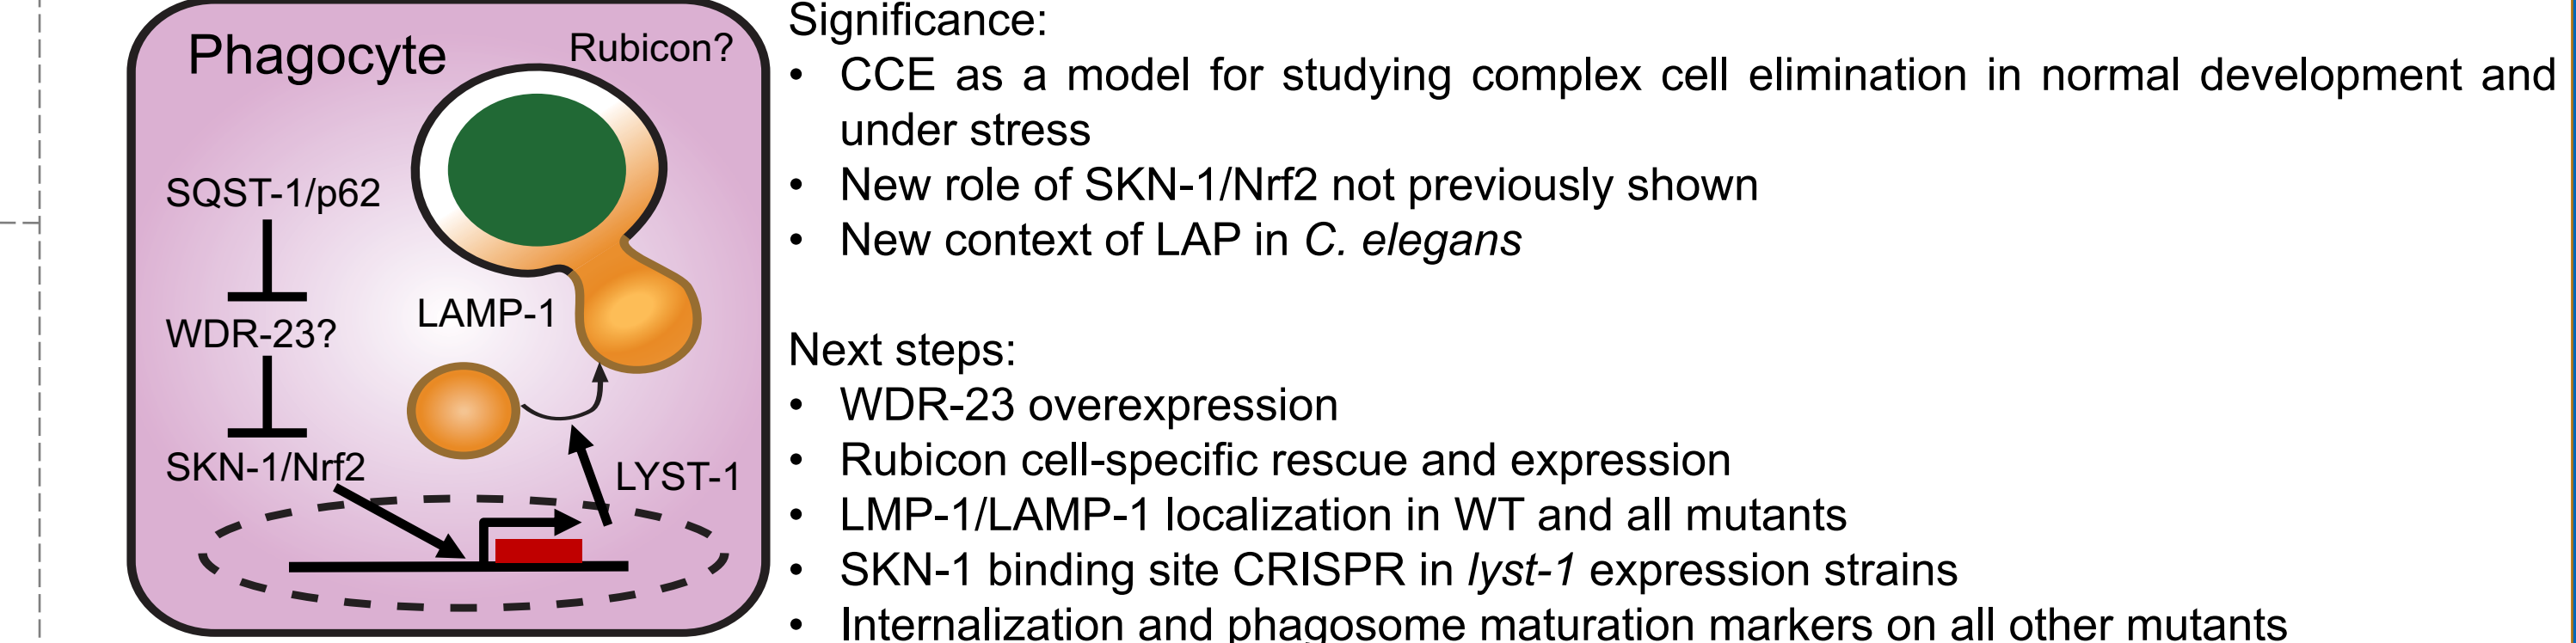 Phagocyte
Rubicon?
SQST-1/p62
WDR-23?
LAMP-1
SKN-1/Nrf2
LYST-1
Significance:
• CCE as a model for studying complex cell elimination in normal development and
under stress
• New role of SKN-1/Nrf2 not previously shown
• New context of LAP in C. elegans
Next steps:
• WDR-23 overexpression
• Rubicon cell-specific rescue and expression
• LMP-1/LAMP-1 localization in WT and all mutants
• SKN-1 binding site CRISPR in lyst-1 expression strains
• Internalization and phagosome maturation markers on all other mutants